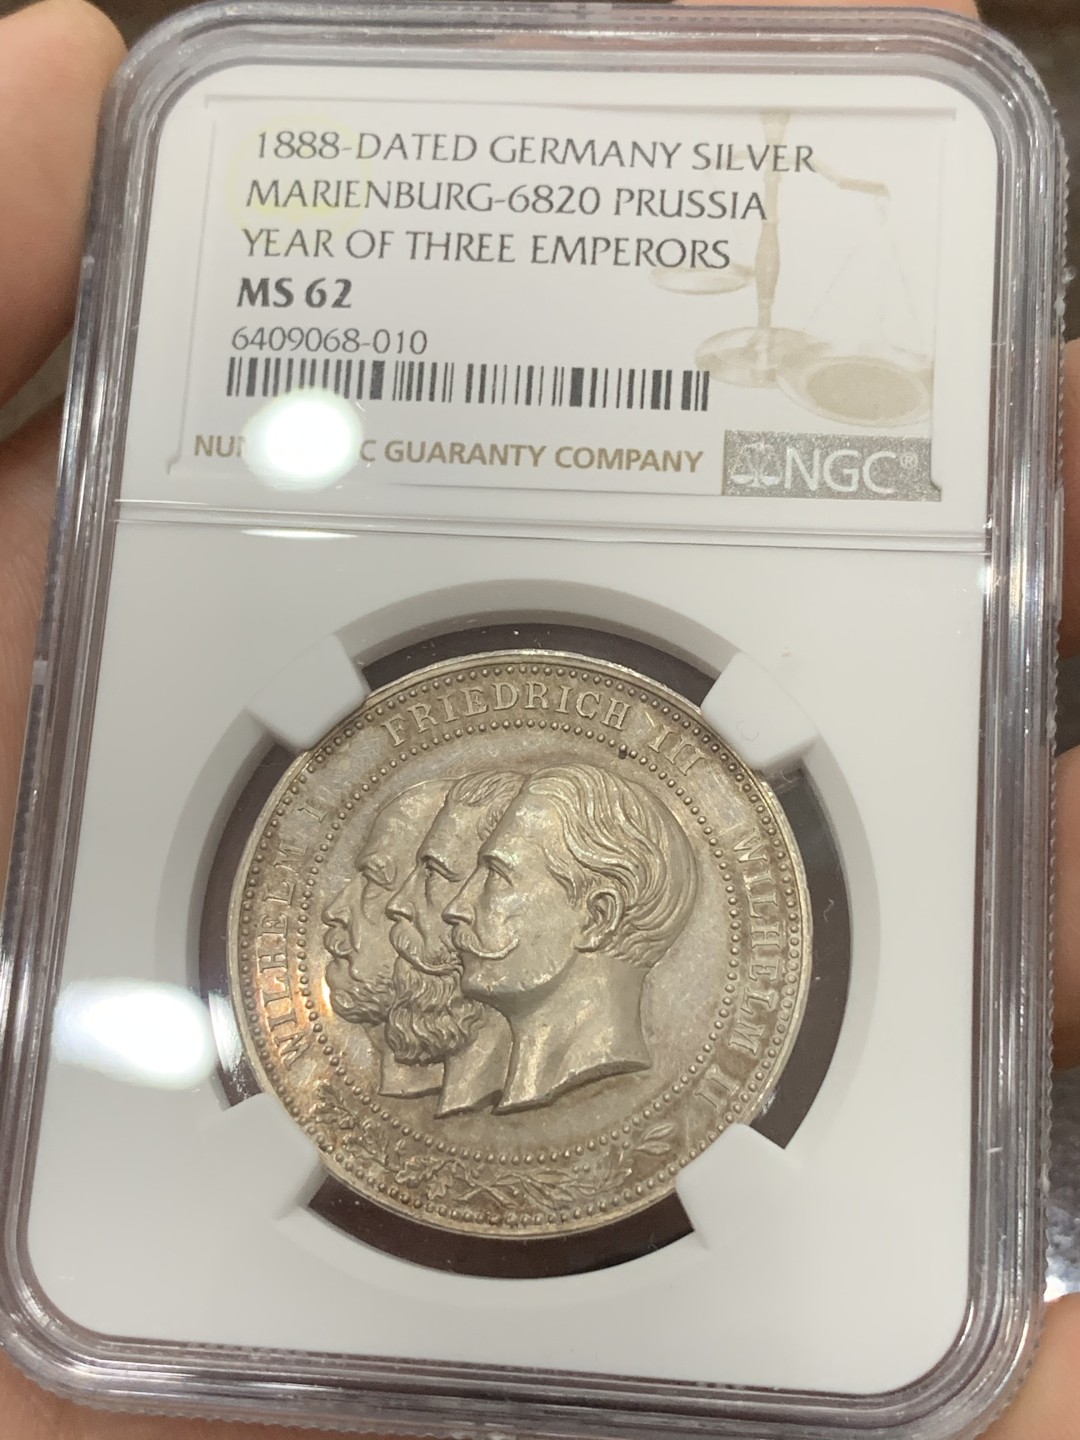 1888-DATED GERMANY SILVER
MARIENBURG-6820 PRUSSIA
YEAR OF THREE EMPERORS
MS 62
6409068-010
GUARANTY COMPANY
NGC®
WILHELM I FRIEDRICH III WILHELM II